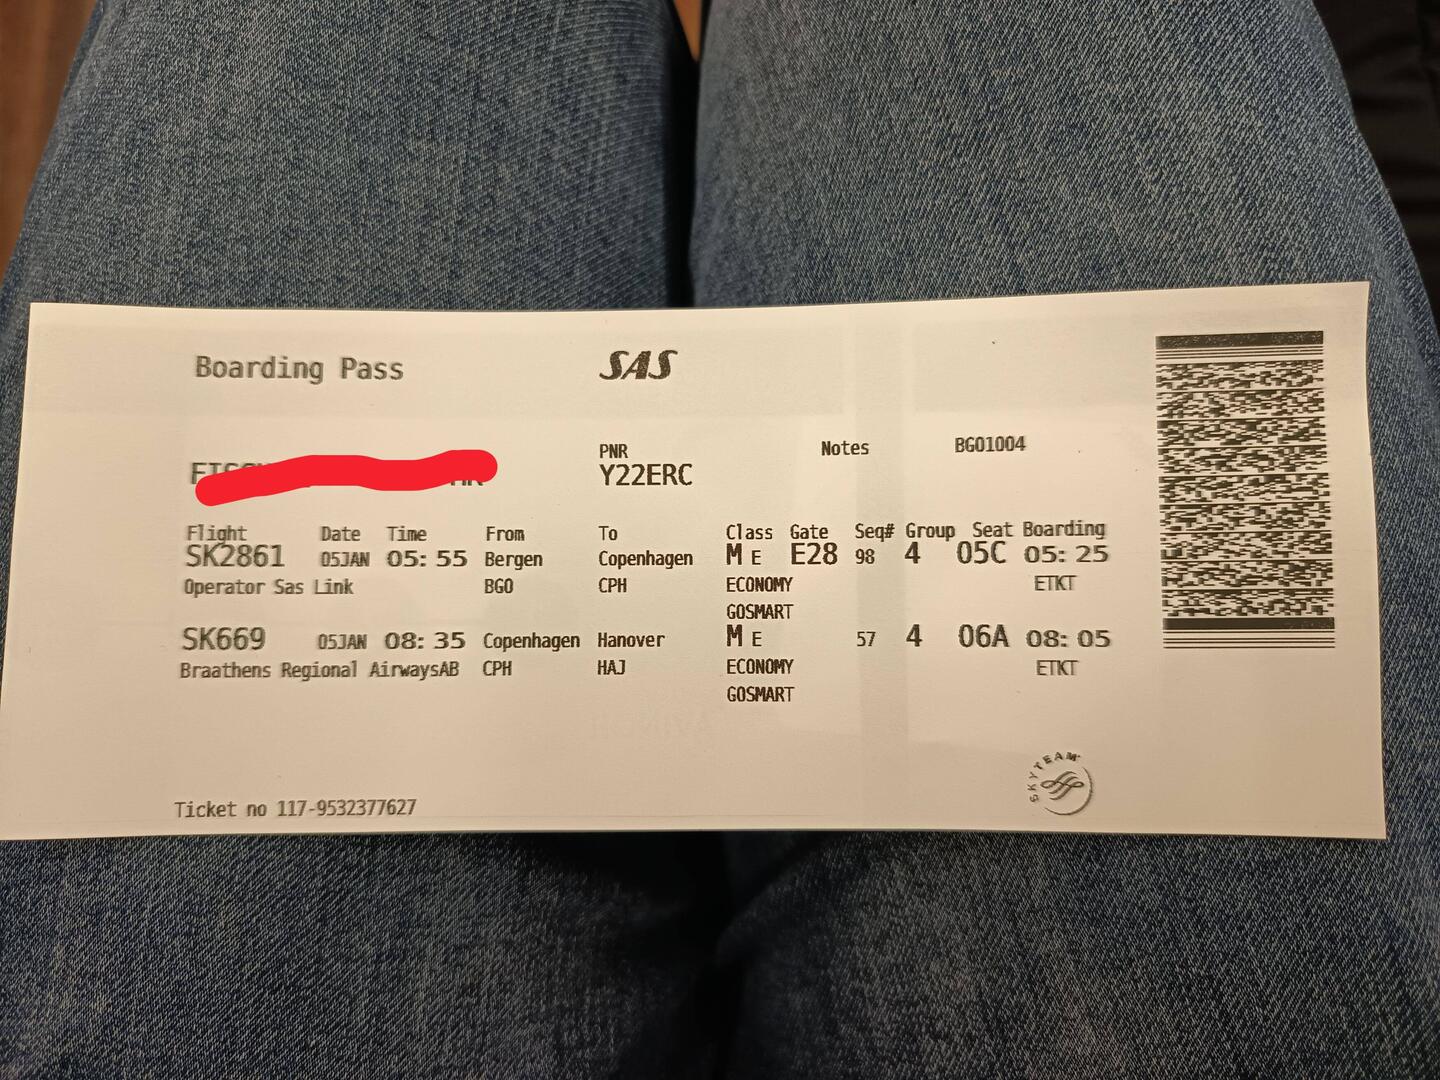 Boarding Pass SAS
PNR Notes BGO1004
Y22ERC
Flight Date Time From To Class Gate Seq# Group Seat Boarding
SK2861 05JAN 05:55 Bergen Copenhagen M E E28 98 4 05C 05:25
Operator Sas Link BGO CPH ECONOMY ETKT
GOSMART
SK669 05JAN 08:35 Copenhagen Hanover M E 57 4 06A 08:05
Braathens Regional AirwaysAB CPH HAJ ECONOMY ETKT
GOSMART
SKYTEAM
Ticket no 117-9532377627